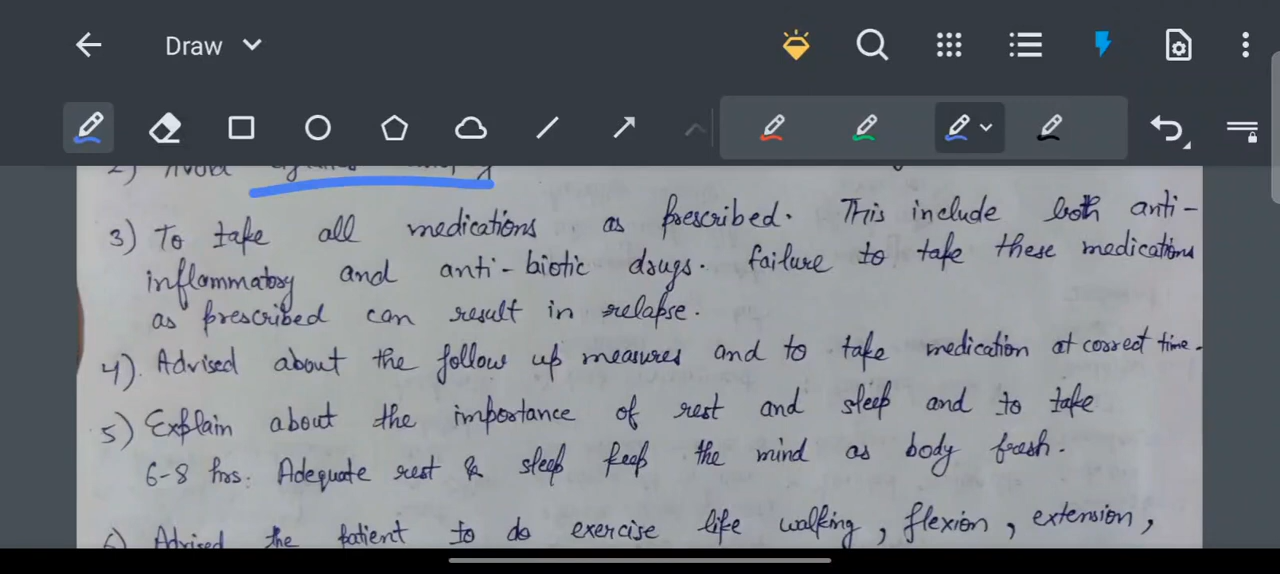 Draw
2) Avoid
3) To take all medications as prescribed. This include both anti-
inflammatory and anti-biotic drugs. failure to take these medications
as prescribed can result in relapse.
4). Advised about the follow up measures and to take medication at correct time.
5) Explain about the importance of rest and sleep and to take
6-8 hrs. Adequate rest & sleep keep the mind as body fresh.
6) Advised the patient to do exercise like walking, flexion, extension,